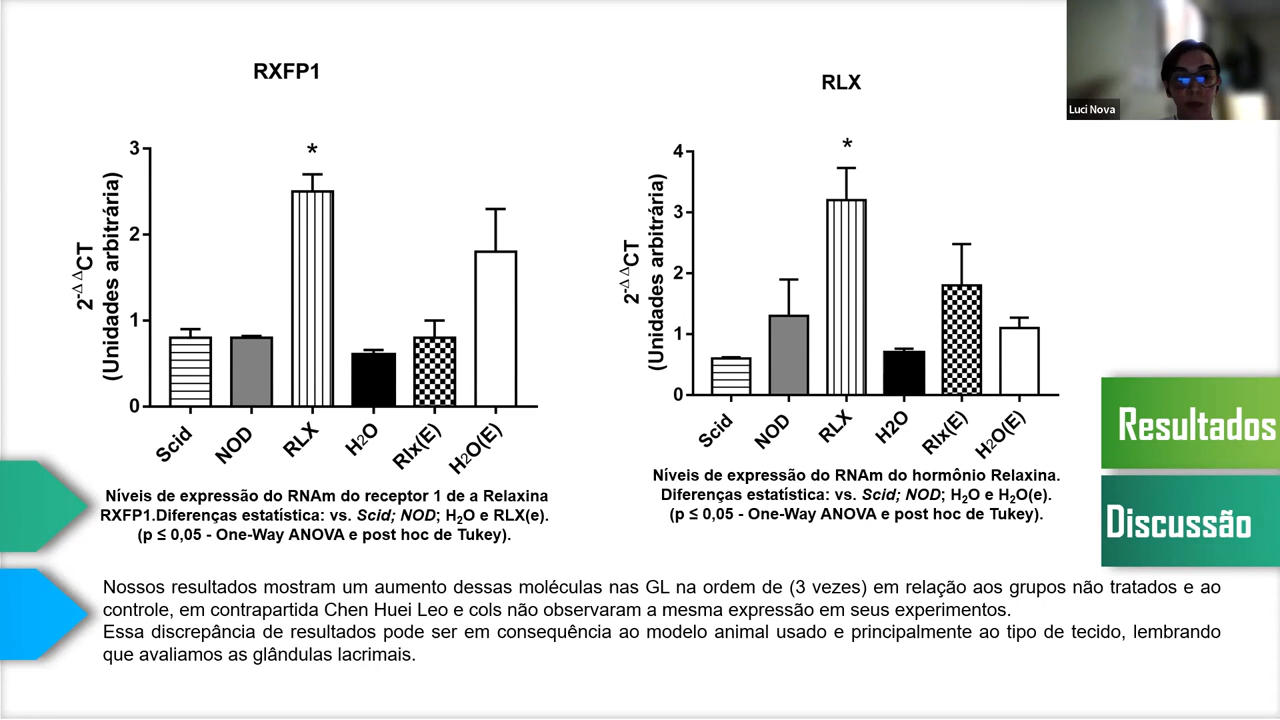 Luci Nova
RXFP1
3
2
1
0
2-ΔΔCT
(Unidades arbitrária)
*
Scid
NOD
RLX
H2O
Rlx(E)
H2O(E)
Níveis de expressão do RNAm do receptor 1 de a Relaxina
RXFP1.Diferenças estatística: vs. Scid; NOD; H2O e RLX(e).
(p ≤ 0,05 - One-Way ANOVA e post hoc de Tukey).
RLX
4
3
2
1
0
2-ΔΔCT
(Unidades arbitrária)
*
Scid
NOD
RLX
H2O
Rlx(E)
H2O(E)
Níveis de expressão do RNAm do hormônio Relaxina.
Diferenças estatística: vs. Scid; NOD; H2O e H2O(e).
(p ≤ 0,05 - One-Way ANOVA e post hoc de Tukey).
Resultados
Discussão
Nossos resultados mostram um aumento dessas moléculas nas GL na ordem de (3 vezes) em relação aos grupos não tratados e ao
controle, em contrapartida Chen Huei Leo e cols não observaram a mesma expressão em seus experimentos.
Essa discrepância de resultados pode ser em consequência ao modelo animal usado e principalmente ao tipo de tecido, lembrando
que avaliamos as glândulas lacrimais.